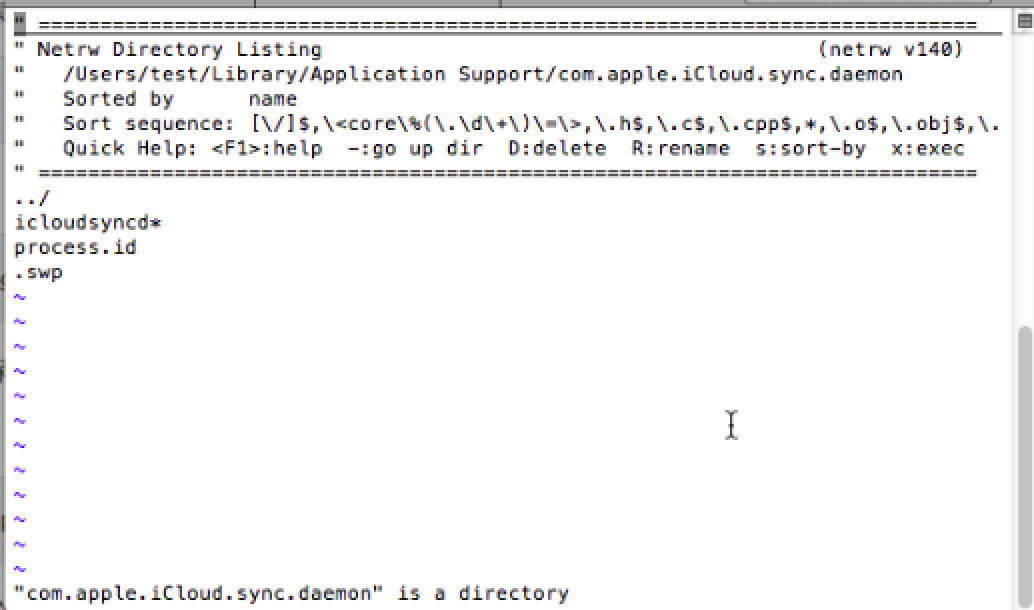 " ============================================================================
" Netrw Directory Listing                                        (netrw v140)
"   /Users/test/Library/Application Support/com.apple.iCloud.sync.daemon
"   Sorted by      name
"   Sort sequence: [\/]$,\<core\%(\.\d\+\)\=\>,\.h$,\.c$,\.cpp$,*,\.o$,\.obj$,\.
"   Quick Help: <F1>:help  -:go up dir  D:delete  R:rename  s:sort-by  x:exec
" ============================================================================
../
icloudsyncd*
process.id
.swp
~
~
~
~
~
~
~
~
~
~
~
~
"com.apple.iCloud.sync.daemon" is a directory